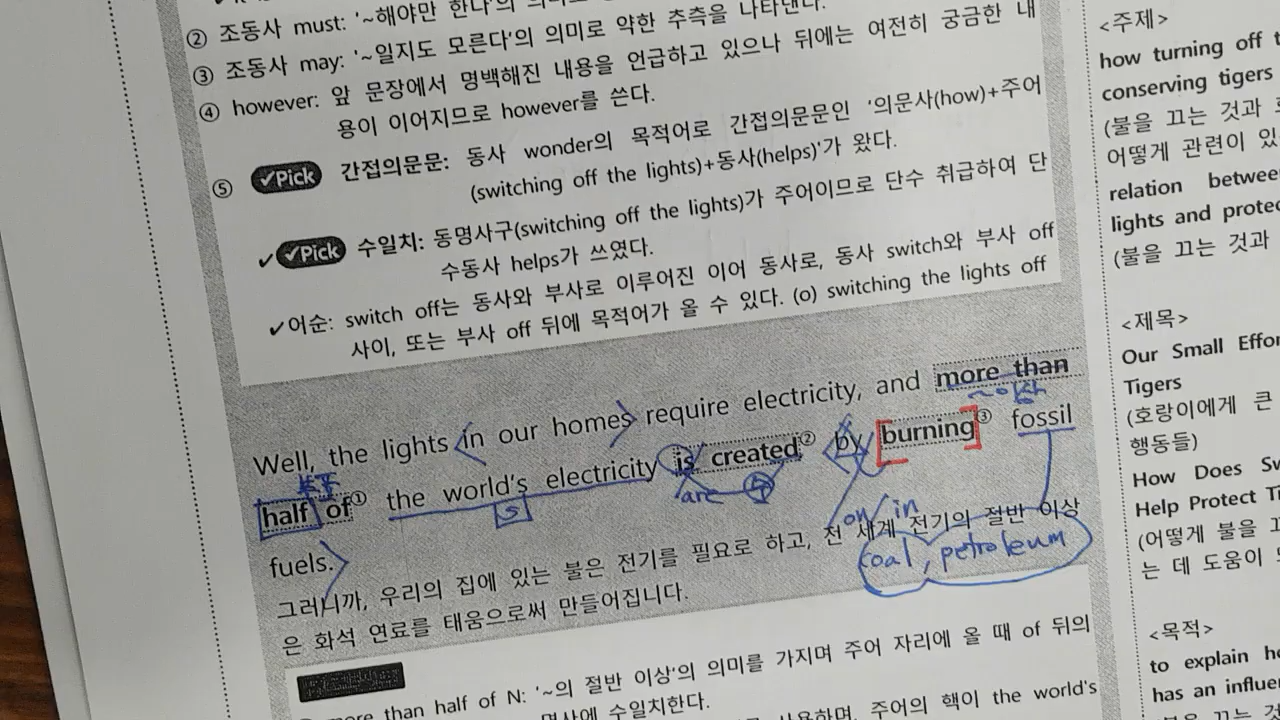 ② 조동사 must: '~해야만 한다'의
③ 조동사 may: '~일지도 모른다'의 의미로 약한 추측을 나타낸다.
④ however: 앞 문장에서 명백해진 내용을 언급하고 있으나 뒤에는 여전히 궁금한 내
용이 이어지므로 however를 쓴다.
⑤ ✓Pick 간접의문문: 동사 wonder의 목적어로 간접의문문인 '의문사(how)+주어
(switching off the lights)+동사(helps)'가 왔다.
✓ ✓Pick 수일치: 동명사구(switching off the lights)가 주어이므로 단수 취급하여 단
수동사 helps가 쓰였다.
✓어순: switch off는 동사와 부사로 이루어진 이어 동사로, 동사 switch와 부사 off
사이, 또는 부사 off 뒤에 목적어가 올 수 있다. (o) switching the lights off
Well, the lights in our homes require electricity, and more than
~이상
half of① the world's electricity is created② by burning③ fossil
부분
S
are
on/in
fuels.
coal, petroleum
그러니까, 우리의 집에 있는 불은 전기를 필요로 하고, 전 세계 전기의 절반 이상
은 화석 연료를 태움으로써 만들어집니다.
more than half of N: '~의 절반 이상'의 의미를 가지며 주어 자리에 올 때 of 뒤의
명사에 수일치한다.
사용하며, 주어의 핵이 the world's
<주제>
how turning off
conserving tigers
(불을 끄는 것과
어떻게 관련이 있
relation between
lights and protec
(불을 끄는 것과
<제목>
Our Small Effor
Tigers
(호랑이에게 큰
행동들)
How Does Sw
Help Protect Ti
(어떻게 불을
는 데 도움이
<목적>
to explain ho
has an influe